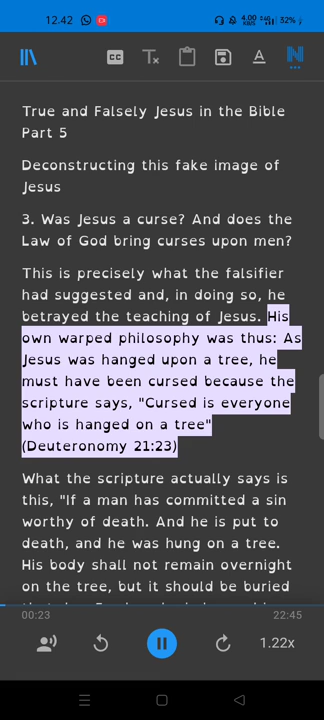 12.42
4.00
KB/S
32%
CC
A
N
True and Falsely Jesus in the Bible
Part 5
Deconstructing this fake image of
Jesus
3. Was Jesus a curse? And does the
Law of God bring curses upon men?
This is precisely what the falsifier
had suggested and, in doing so, he
betrayed the teaching of Jesus. His
own warped philosophy was thus: As
Jesus was hanged upon a tree, he
must have been cursed because the
scripture says, "Cursed is everyone
who is hanged on a tree"
(Deuteronomy 21:23)
What the scripture actually says is
this, "If a man has committed a sin
worthy of death. And he is put to
death, and he was hung on a tree.
His body shall not remain overnight
on the tree, but it should be buried
00:23
22:45
1.22x